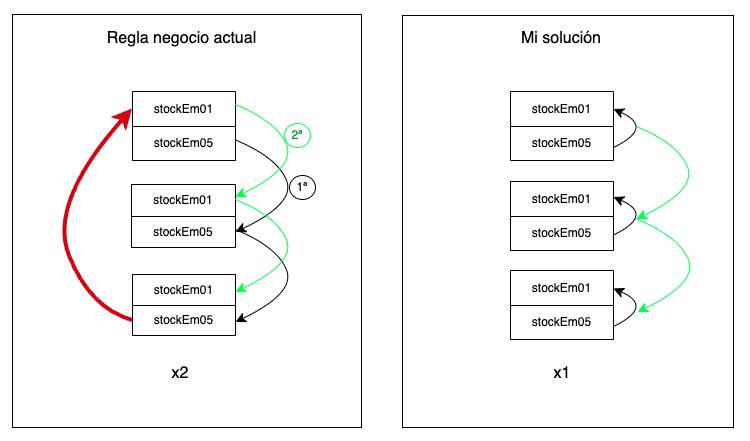 Regla negocio actual
stockEm01
stockEm05
2ª
stockEm01
1ª
stockEm05
stockEm01
stockEm05
x2
Mi solución
stockEm01
stockEm05
stockEm01
stockEm05
stockEm01
stockEm05
x1